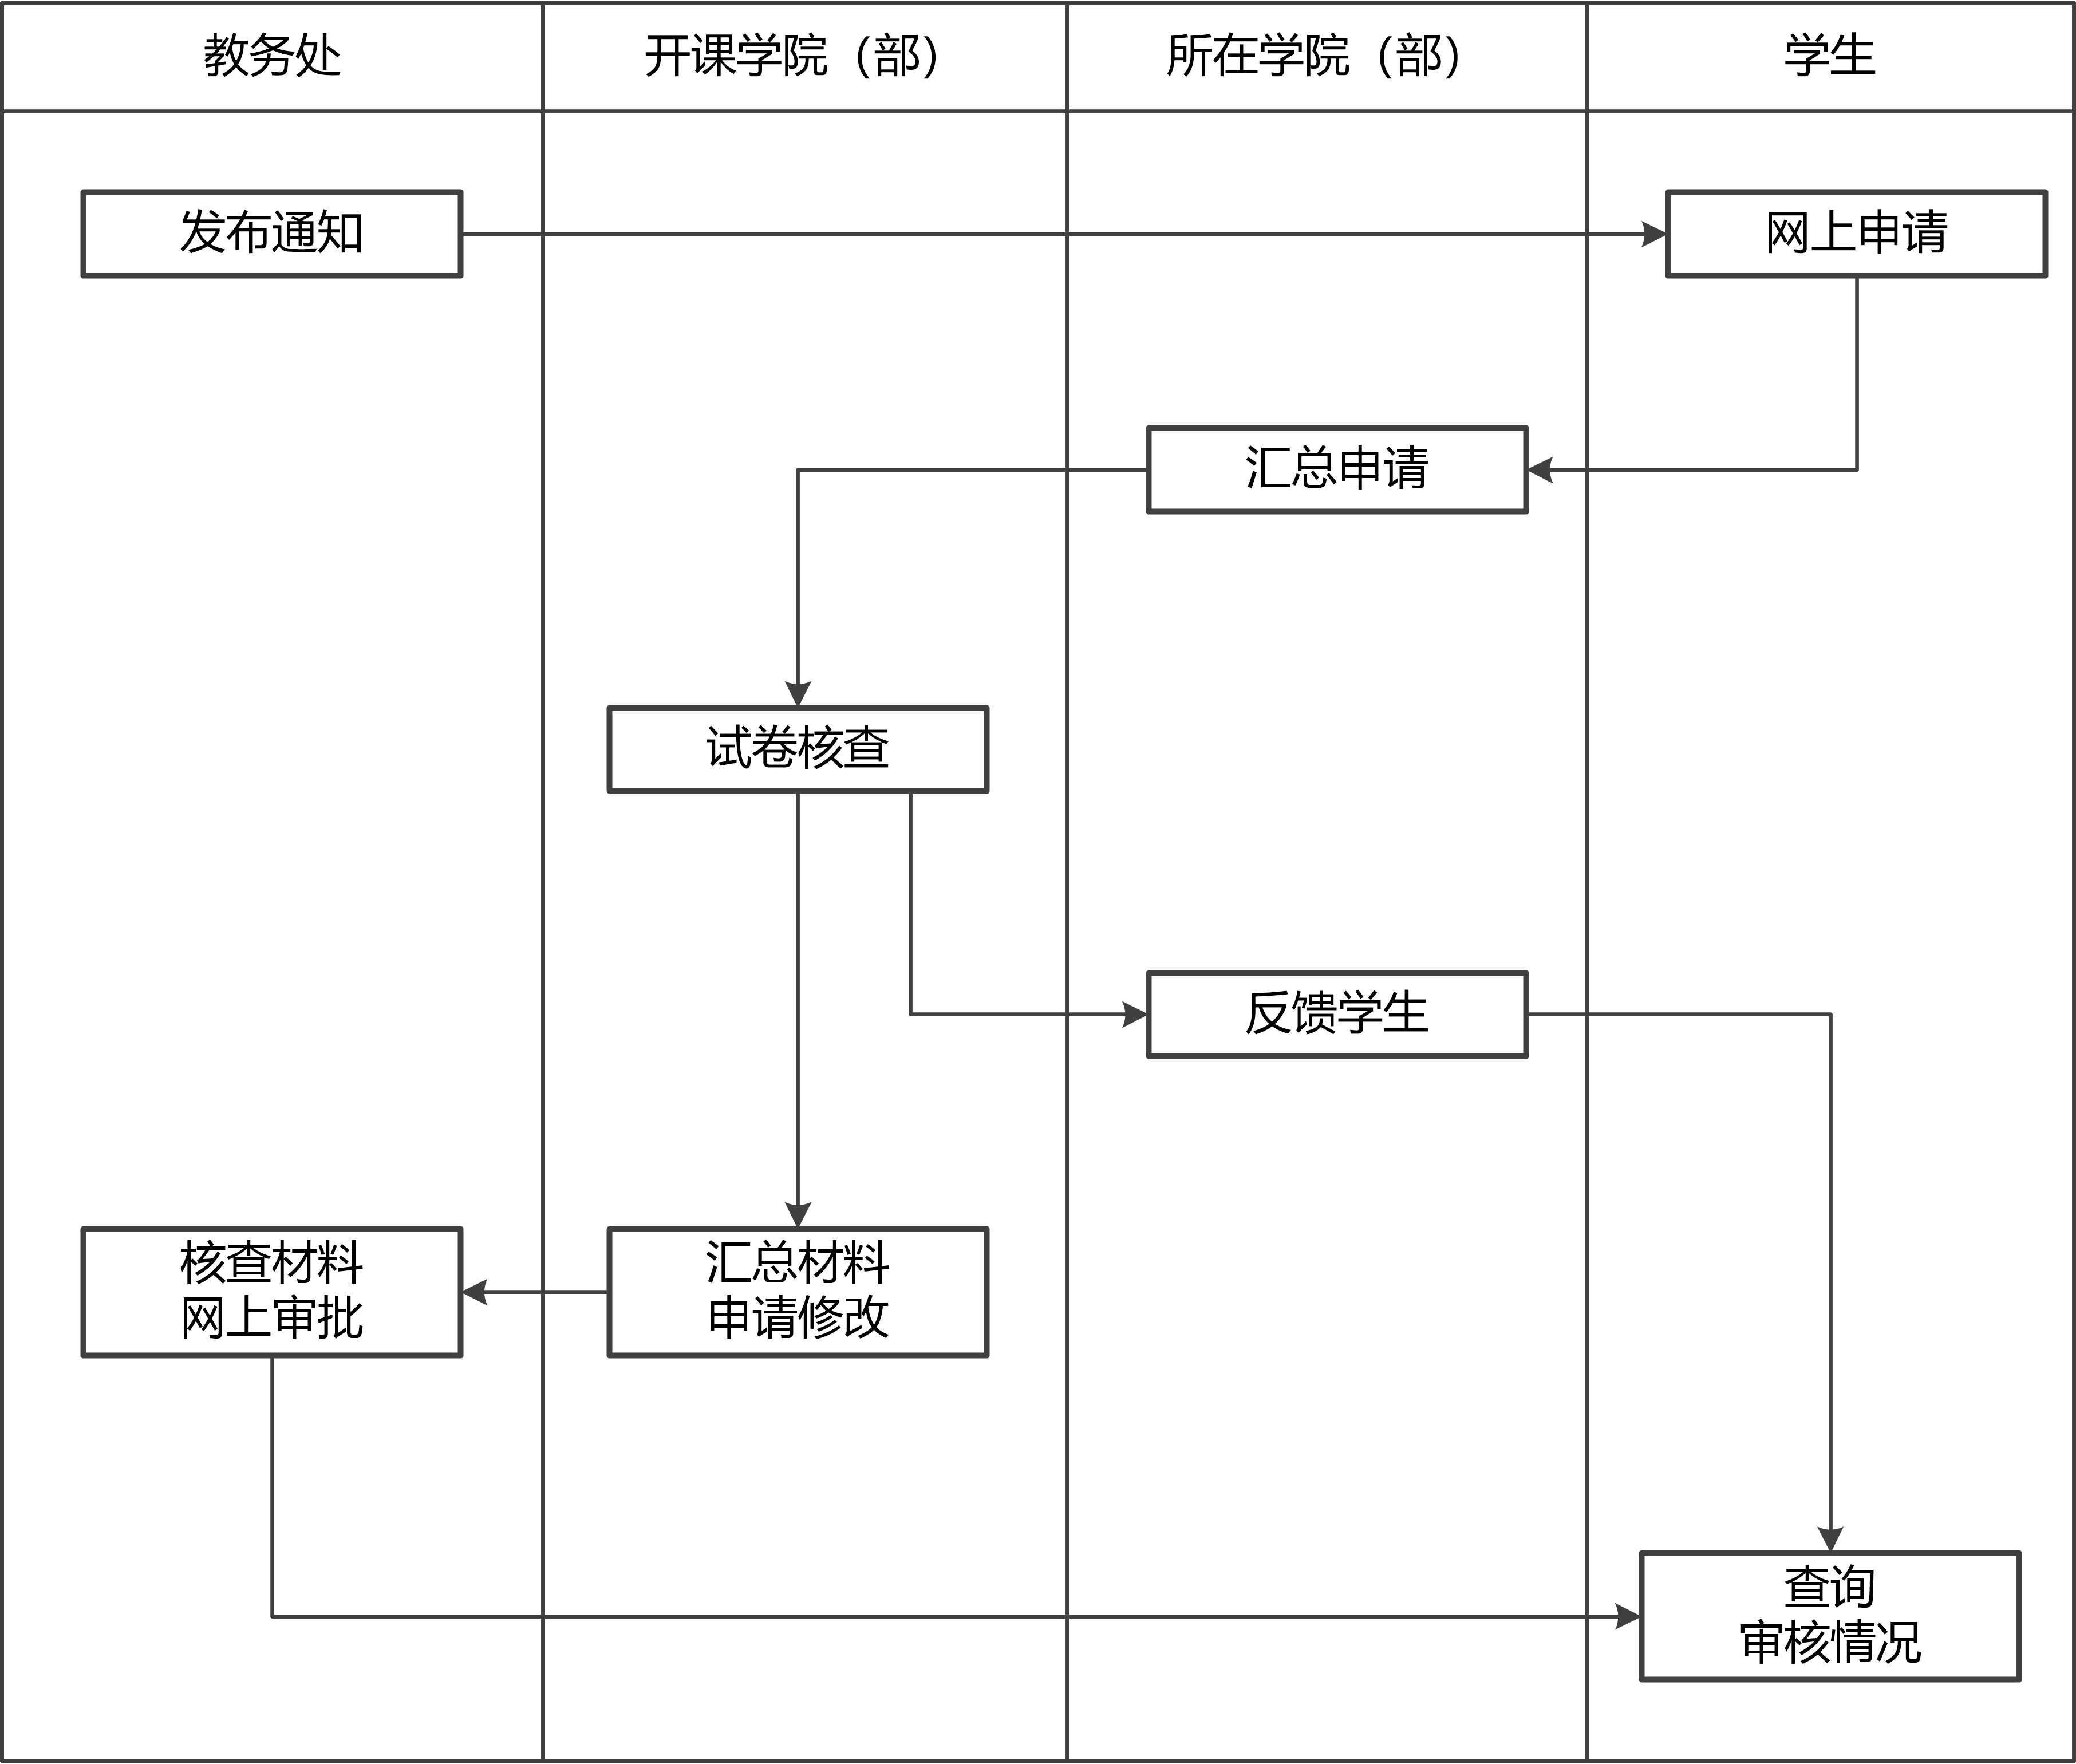 教务处
开课学院（部）
所在学院（部）
学生
发布通知
网上申请
汇总申请
试卷核查
反馈学生
核查材料
网上审批
汇总材料
申请修改
查询
审核情况